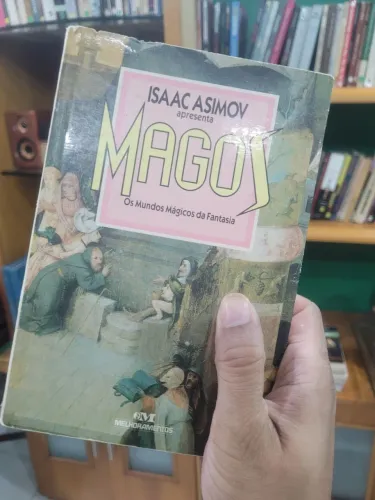 ISAAC ASIMOV
apresenta
MAGOS
Os Mundos Mágicos da Fantasia
MELHORAMENTOS